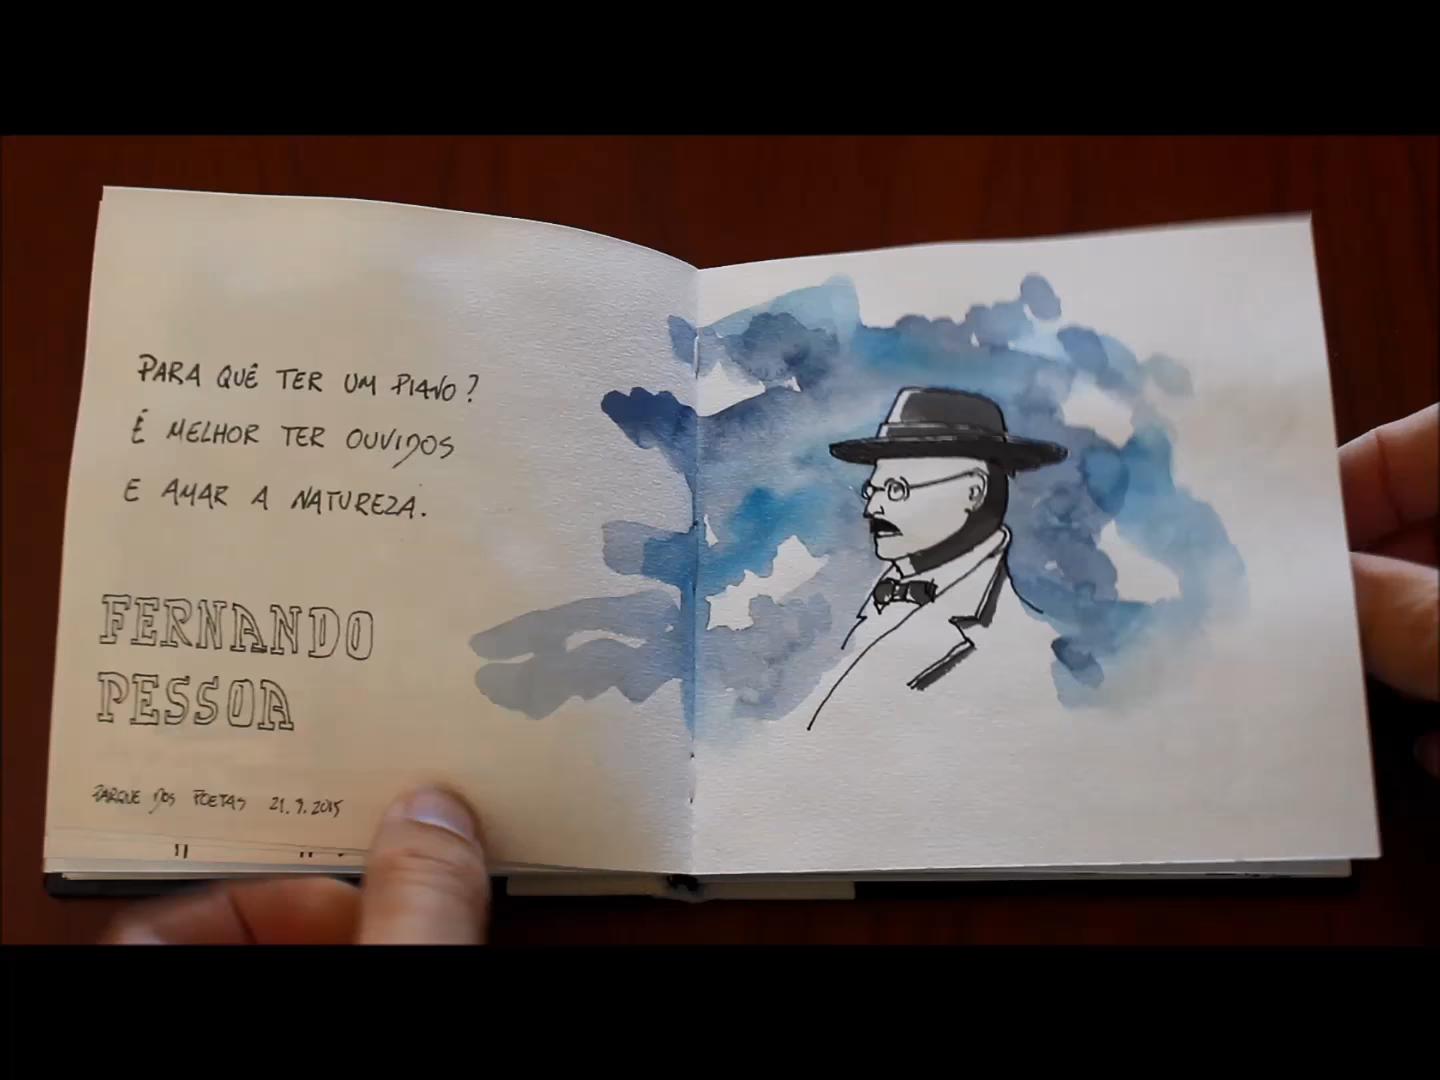 PARA QUÊ TER UM PIANO?
É MELHOR TER OUVIDOS
E AMAR A NATUREZA.
FERNANDO
PESSOA
PARQUE DOS POETAS 21.9.2015